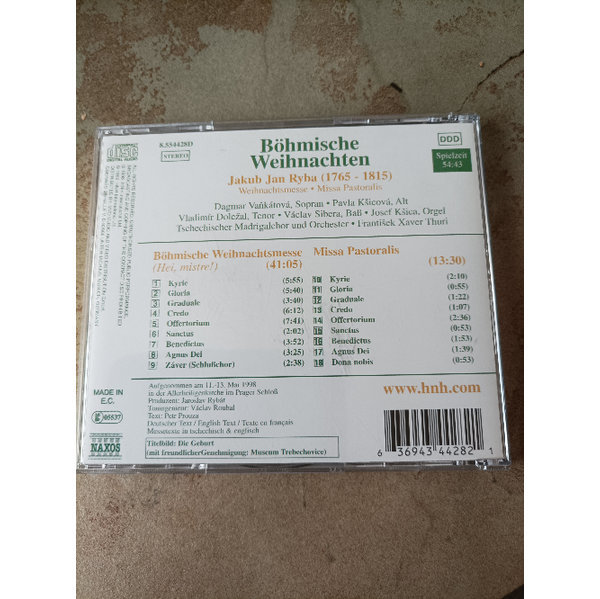 COMPACT
disc
DIGITAL AUDIO
8.554428D
STEREO
Böhmische
Weihnachten
DDD
Spielzeit
54:43
Jakub Jan Ryba (1765 - 1815)
Weihnachtsmesse • Missa Pastoralis
Dagmar Vaňkátová, Sopran • Pavla Kšicová, Alt
Vladimír Doležal, Tenor • Václav Sibera, Baß • Josef Kšica, Orgel
Tschechischer Madrigalchor und Orchester • František Xaver Thuri
Böhmische Weihnachtsmesse
(Hei, mistre!) (41:05)
1 Kyrie (5:55)
2 Gloria (5:40)
3 Graduale (3:40)
4 Credo (6:12)
5 Offertorium (7:41)
6 Sanctus (2:02)
7 Benedictus (3:52)
8 Agnus Dei (3:25)
9 Záver (Schlußchor) (2:38)
Missa Pastoralis
(13:30)
10 Kyrie (2:10)
11 Gloria (0:55)
12 Graduale (1:22)
13 Credo (1:07)
14 Offertorium (2:36)
15 Sanctus (0:53)
16 Benedictus (1:53)
17 Agnus Dei (1:39)
18 Dona nobis (0:53)
Aufgenommen am 11.-13. Mai 1998
in der Allerheiligenkirche im Prager Schloß
Produzent: Jaroslav Rybář
Toningenieur: Václav Roubal
Text: Petr Prouza
Deutscher Text / English Text / Texte en français
Messetexte in tschechisch & englisch
Titelbild: Die Geburt
(mit freundlicher Genehmigung: Museum Trebechovice)
MADE IN
E.C.
05537
NAXOS
www.hnh.com
6 36943 44282 1